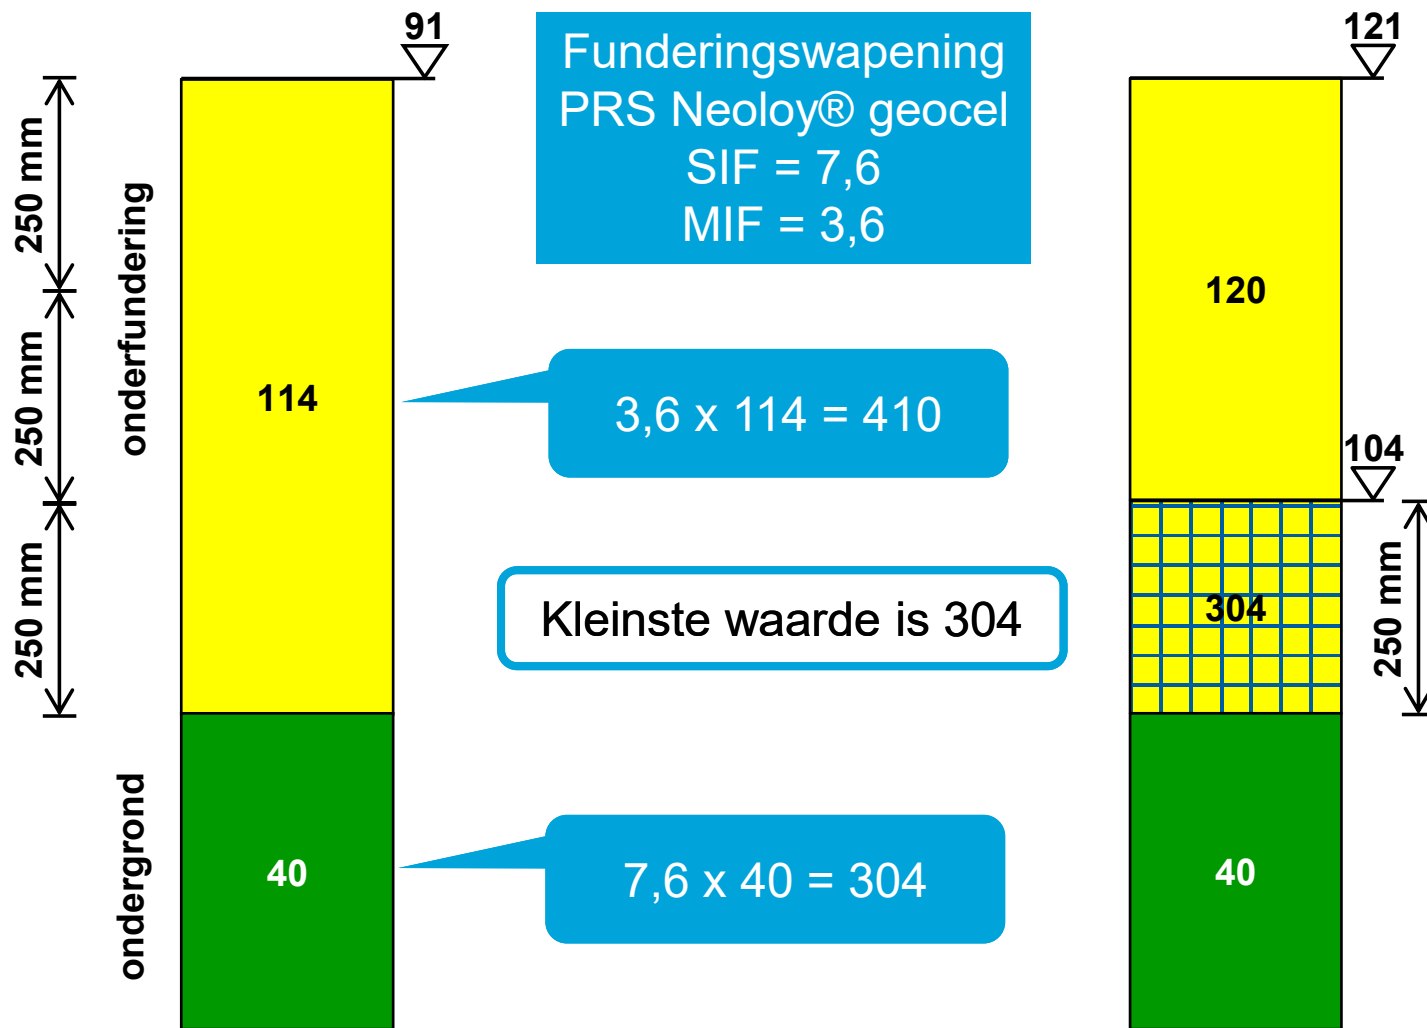 91
121
Funderingswapening
PRS Neoloy® geocel
SIF = 7,6
MIF = 3,6
250 mm
250 mm
250 mm
onderfundering
114
3,6 x 114 = 410
120
104
Kleinste waarde is 304
304
250 mm
ondergrond
40
7,6 x 40 = 304
40